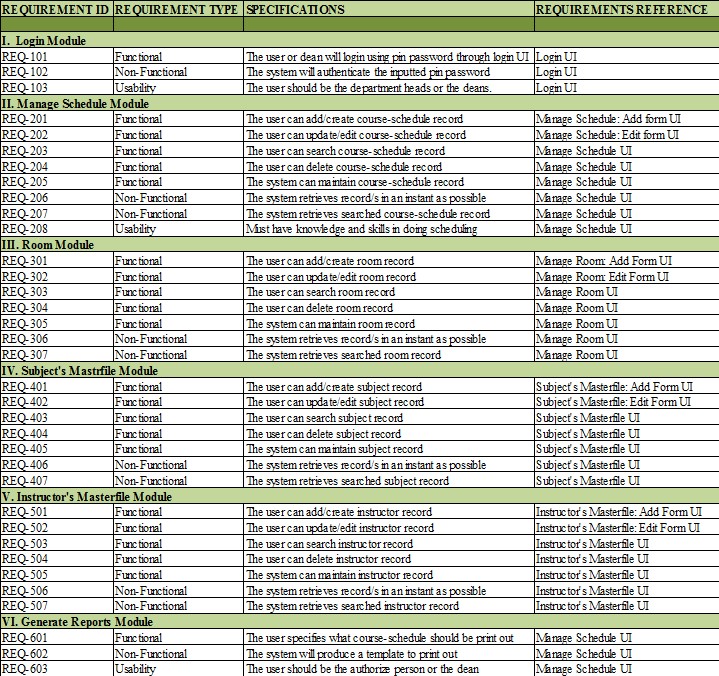 REQUIREMENT ID REQUIREMENT TYPE SPECIFICATIONS REQUIREMENTS REFERENCE
I. Login Module
REQ-101 Functional The user or dean will login using pin password through login UI Login UI
REQ-102 Non-Functional The system will authenticate the inputted pin password Login UI
REQ-103 Usability The user should be the department heads or the deans. Login UI
II. Manage Schedule Module
REQ-201 Functional The user can add/create course-schedule record Manage Schedule: Add form UI
REQ-202 Functional The user can update/edit course-schedule record Manage Schedule: Edit form UI
REQ-203 Functional The user can search course-schedule record Manage Schedule UI
REQ-204 Functional The user can delete course-schedule record Manage Schedule UI
REQ-205 Functional The system can maintain course-schedule record Manage Schedule UI
REQ-206 Non-Functional The system retrieves record/s in an instant as possible Manage Schedule UI
REQ-207 Non-Functional The system retrieves searched course-schedule record Manage Schedule UI
REQ-208 Usability Must have knowledge and skills in doing scheduling Manage Schedule UI
III. Room Module
REQ-301 Functional The user can add/create room record Manage Room: Add Form UI
REQ-302 Functional The user can update/edit room record Manage Room: Edit Form UI
REQ-303 Functional The user can search room record Manage Room UI
REQ-304 Functional The user can delete room record Manage Room UI
REQ-305 Functional The system can maintain room record Manage Room UI
REQ-306 Non-Functional The system retrieves record/s in an instant as possible Manage Room UI
REQ-307 Non-Functional The system retrieves searched room record Manage Room UI
IV. Subject's Mastrfile Module
REQ-401 Functional The user can add/create subject record Subject's Masterfile: Add Form UI
REQ-402 Functional The user can update/edit subject record Subject's Masterfile: Edit Form UI
REQ-403 Functional The user can search subject record Subject's Masterfile UI
REQ-404 Functional The user can delete subject record Subject's Masterfile UI
REQ-405 Functional The system can maintain subject record Subject's Masterfile UI
REQ-406 Non-Functional The system retrieves record/s in an instant as possible Subject's Masterfile UI
REQ-407 Non-Functional The system retrieves searched subject record Subject's Masterfile UI
V. Instructor's Masterfile Module
REQ-501 Functional The user can add/create instructor record Instructor's Masterfile: Add Form UI
REQ-502 Functional The user can update/edit instructor record Instructor's Masterfile: Edit Form UI
REQ-503 Functional The user can search instructor record Instructor's Masterfile UI
REQ-504 Functional The user can delete instructor record Instructor's Masterfile UI
REQ-505 Functional The system can maintain instructor record Instructor's Masterfile UI
REQ-506 Non-Functional The system retrieves record/s in an instant as possible Instructor's Masterfile UI
REQ-507 Non-Functional The system retrieves searched instructor record Instructor's Masterfile UI
VI. Generate Reports Module
REQ-601 Functional The user specifies what course-schedule should be print out Manage Schedule UI
REQ-602 Non-Functional The system will produce a template to print out Manage Schedule UI
REQ-603 Usability The user should be the authorize person or the dean Manage Schedule UI